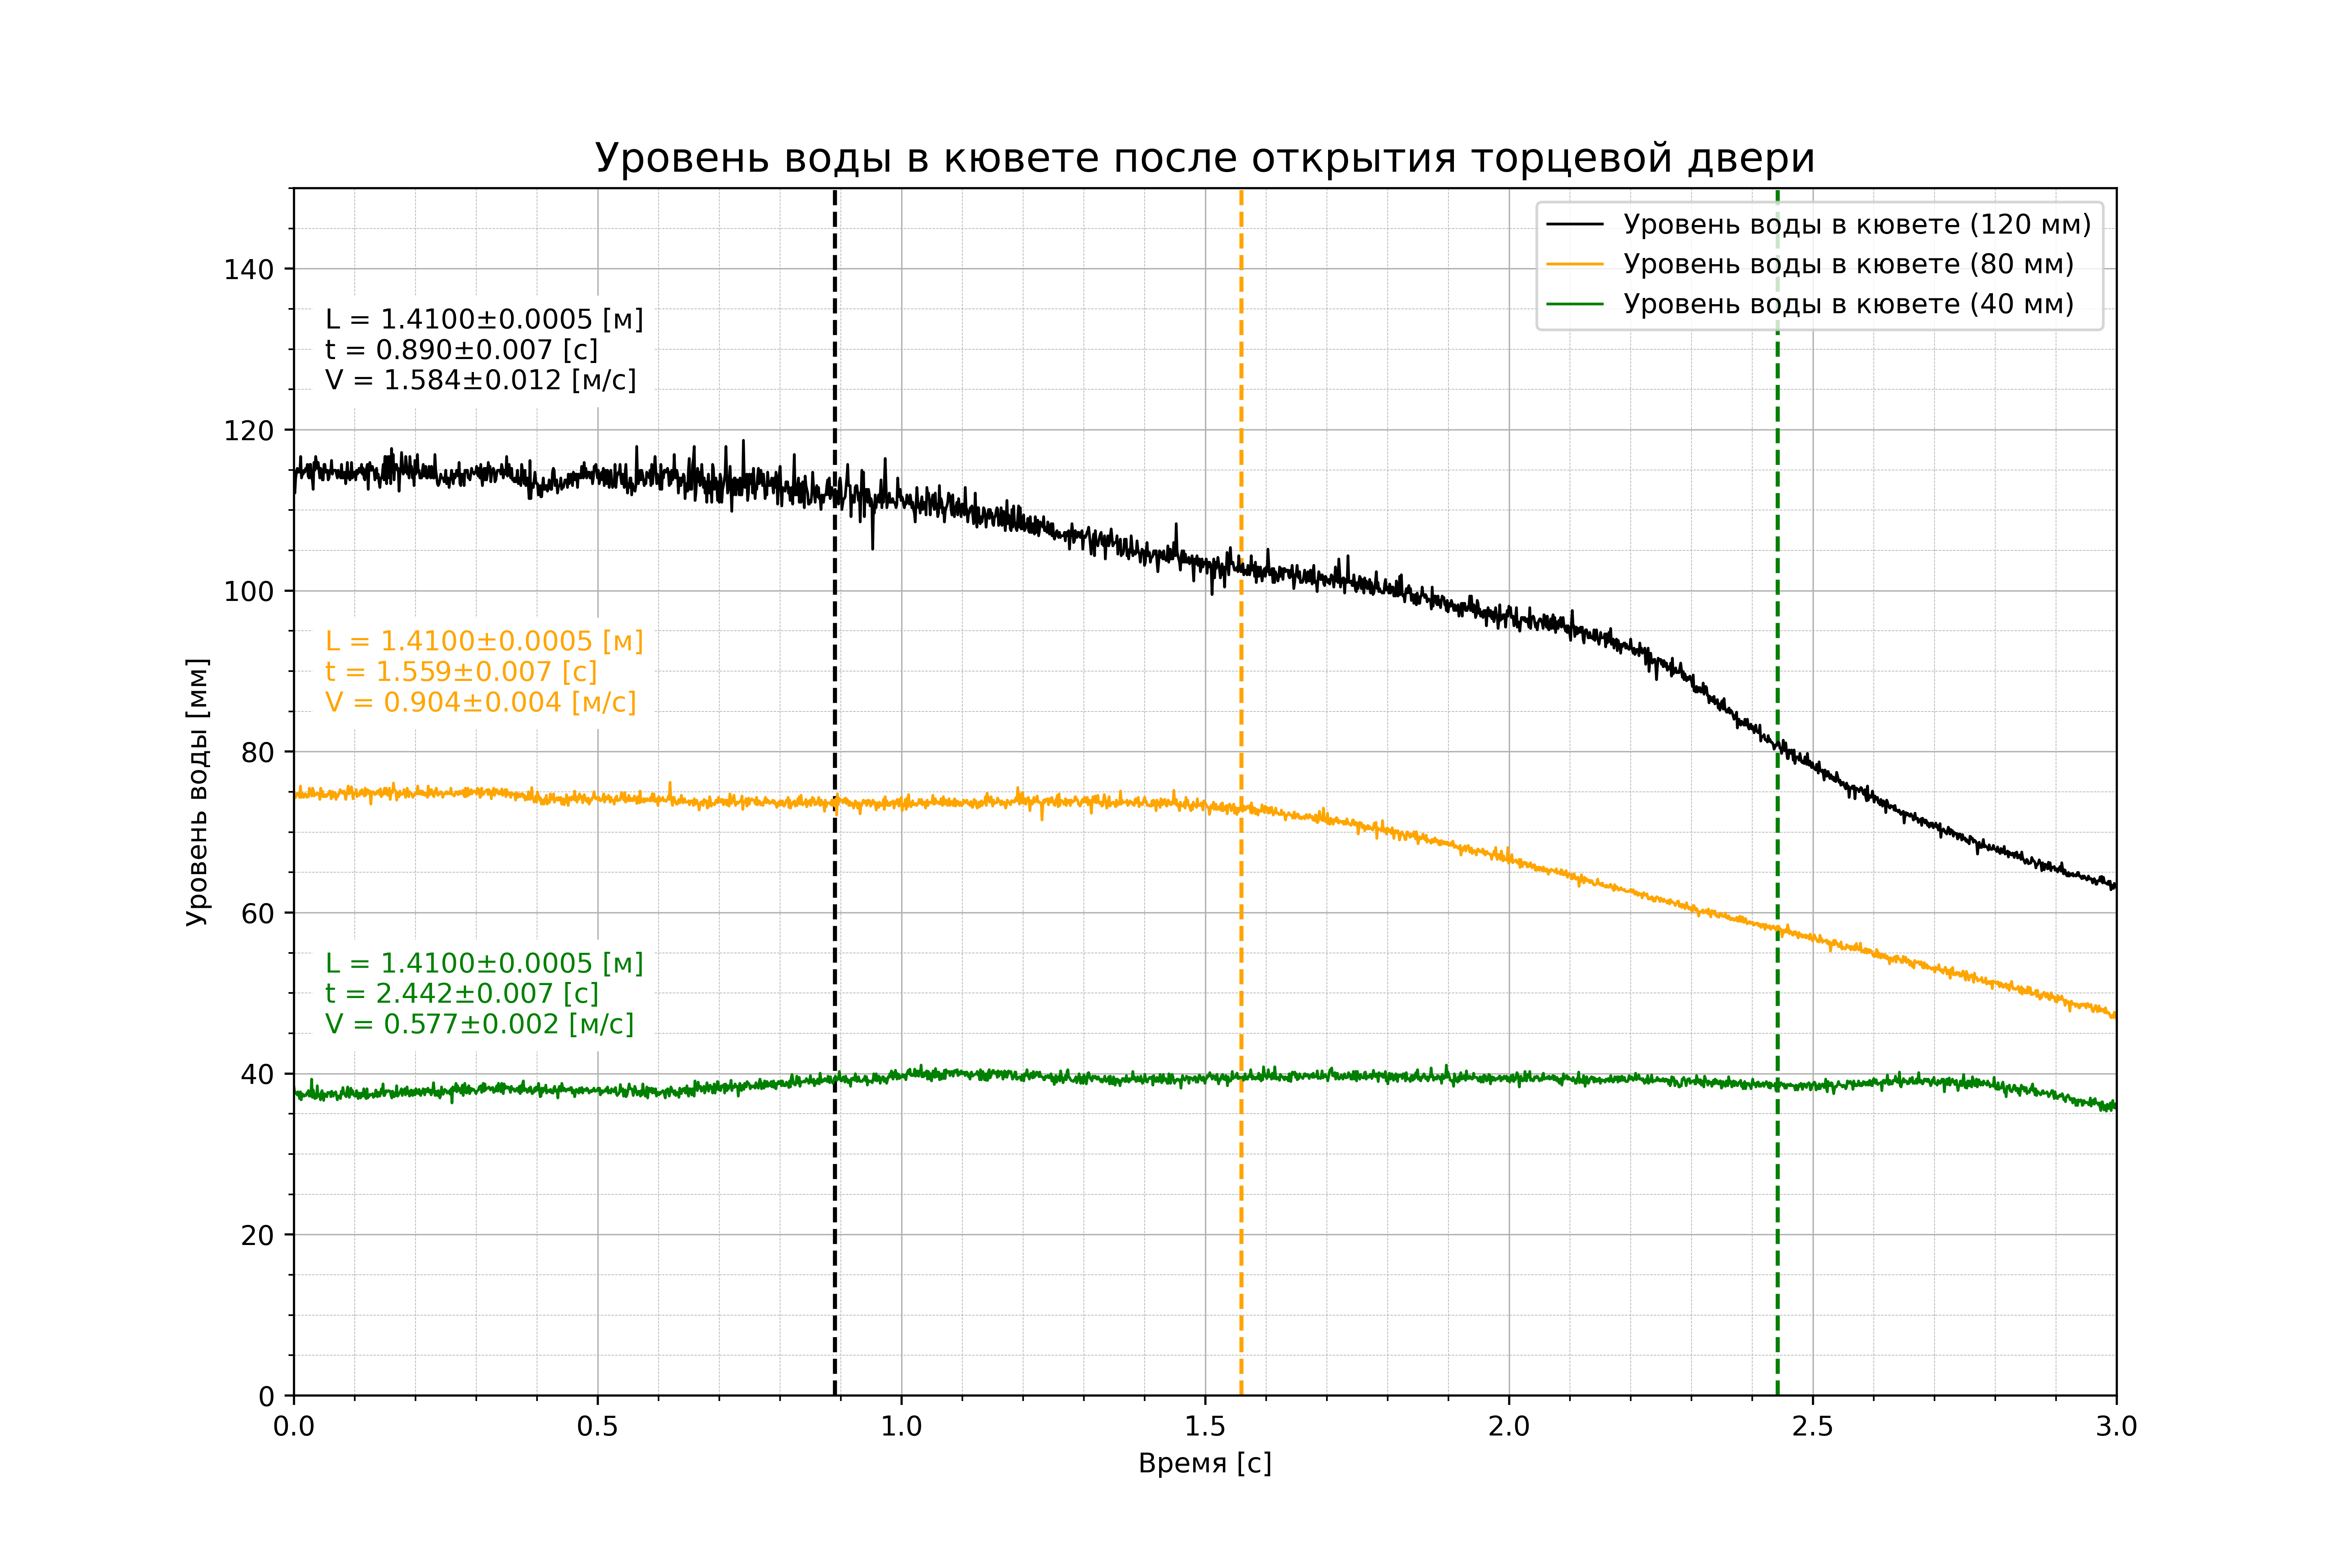 Уровень воды в кювете после открытия торцевой двери
Уровень воды в кювете (120 мм)
Уровень воды в кювете (80 мм)
Уровень воды в кювете (40 мм)
L = 1.4100±0.0005 [м]
t = 0.890±0.007 [с]
V = 1.584±0.012 [м/с]
L = 1.4100±0.0005 [м]
t = 1.559±0.007 [с]
V = 0.904±0.004 [м/с]
L = 1.4100±0.0005 [м]
t = 2.442±0.007 [с]
V = 0.577±0.002 [м/с]
Уровень воды [мм]
140
120
100
80
60
40
20
0
0.0 0.5 1.0 1.5 2.0 2.5 3.0
Время [с]